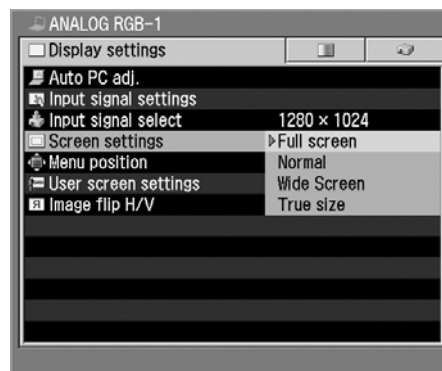 ANALOG RGB-1
Display settings
Auto PC adj.
Input signal settings
Input signal select 1280 × 1024
Screen settings Full screen
Menu position Normal
User screen settings Wide Screen
Image flip H/V True size